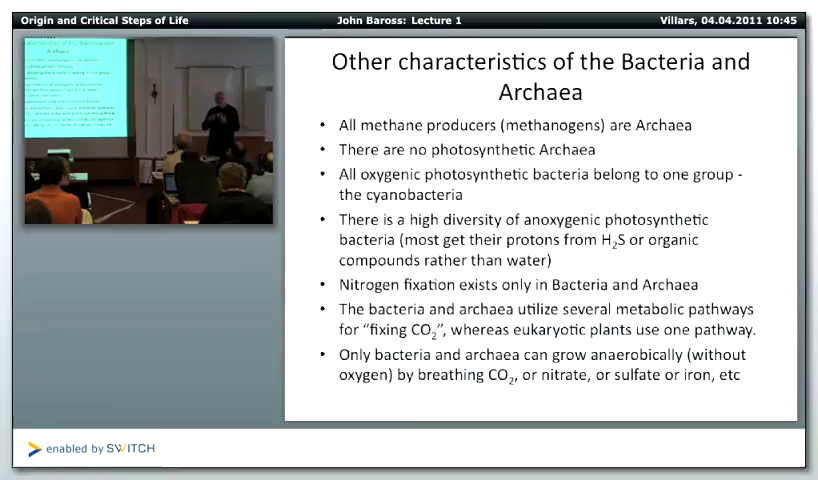 Origin and Critical Steps of Life
John Baross: Lecture 1
Villars, 04.04.2011 10:45
Other characteristics of the Bacteria and
Archaea
• All methane producers (methanogens) are Archaea
• There are no photosynthetic Archaea
• All oxygenic photosynthetic bacteria belong to one group -
the cyanobacteria
• There is a high diversity of anoxygenic photosynthetic
bacteria (most get their protons from H₂S or organic
compounds rather than water)
• Nitrogen fixation exists only in Bacteria and Archaea
• The bacteria and archaea utilize several metabolic pathways
for “fixing CO₂”, whereas eukaryotic plants use one pathway.
• Only bacteria and archaea can grow anaerobically (without
oxygen) by breathing CO₂, or nitrate, or sulfate or iron, etc
enabled by SWITCH